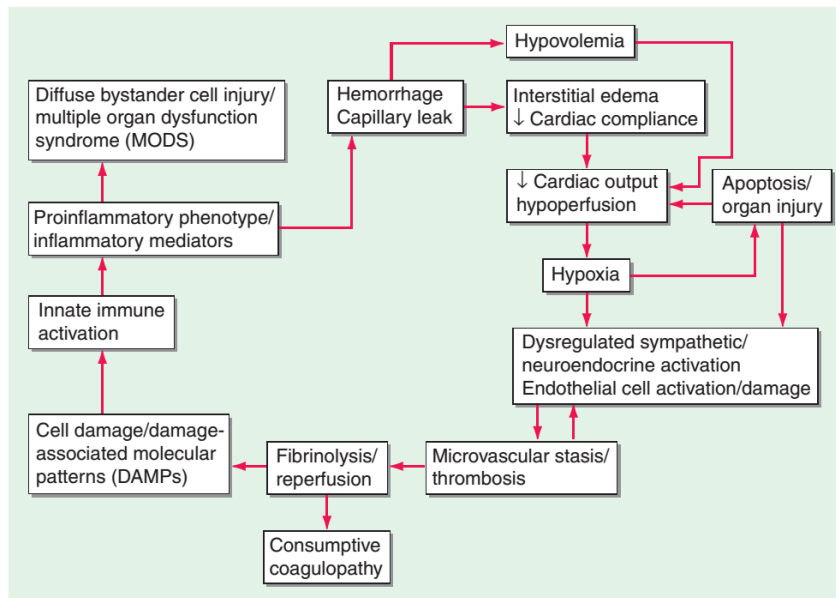 Hypovolemia
Diffuse bystander cell injury/
multiple organ dysfunction
syndrome (MODS)
Hemorrhage
Capillary leak
Interstitial edema
↓ Cardiac compliance
↓ Cardiac output
hypoperfusion
Apoptosis/
organ injury
Proinflammatory phenotype/
inflammatory mediators
Hypoxia
Innate immune
activation
Dysregulated sympathetic/
neuroendocrine activation
Endothelial cell activation/damage
Cell damage/damage-
associated molecular
patterns (DAMPs)
Fibrinolysis/
reperfusion
Microvascular stasis/
thrombosis
Consumptive
coagulopathy